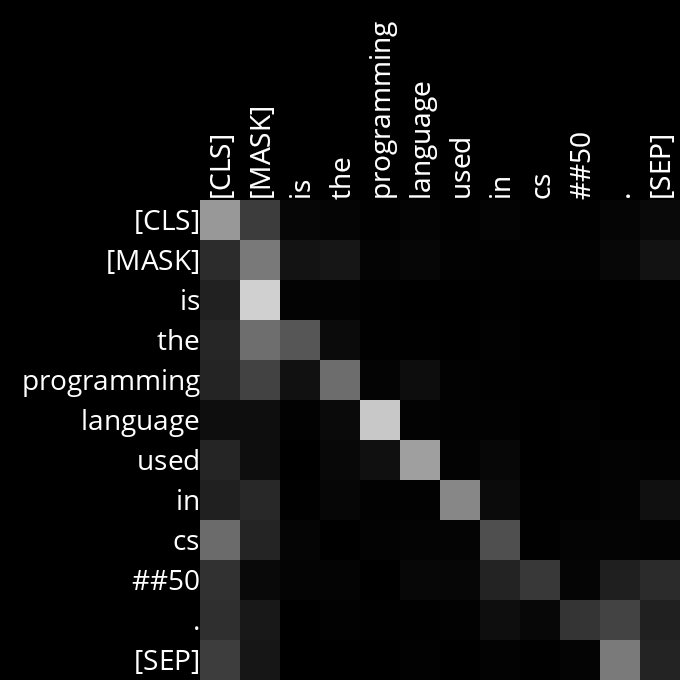 [CLS]
[MASK]
is
the
programming
language
used
in
cs
##50
.
[SEP]
[CLS]
[MASK]
is
the
programming
language
used
in
cs
##50
.
[SEP]